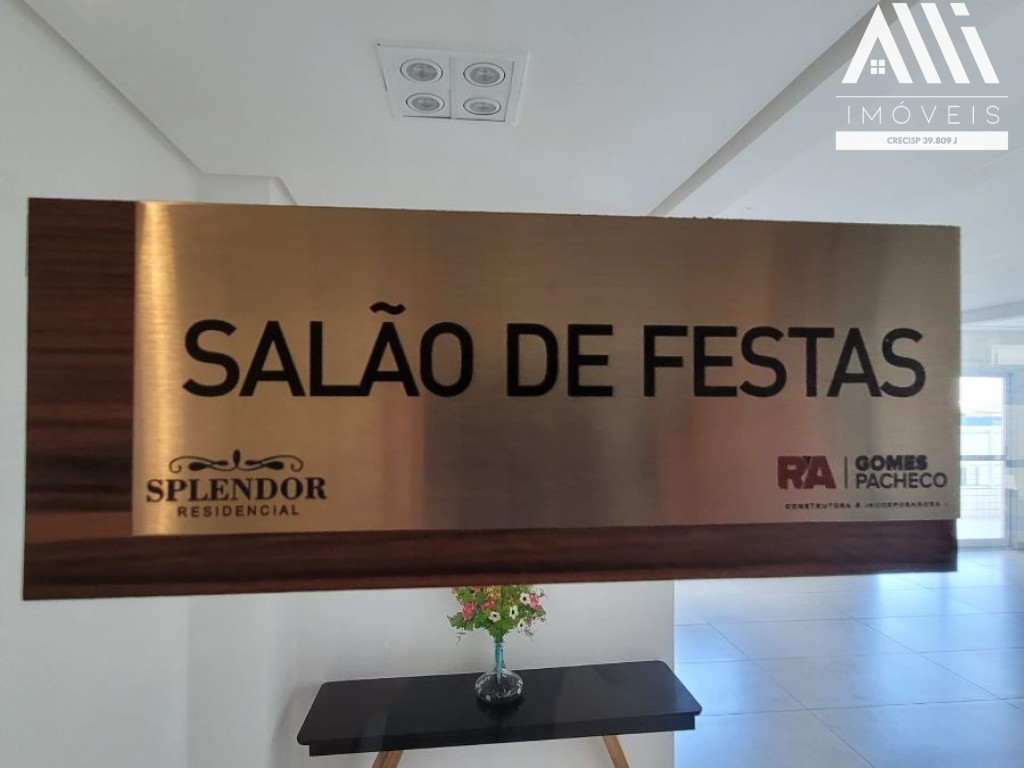 IMÓVEIS
CRECISP 39.809 J
SALÃO DE FESTAS
SPLENDOR
RESIDENCIAL
RA GOMES
PACHECO
CONSTRUTORA E INCORPORADORA